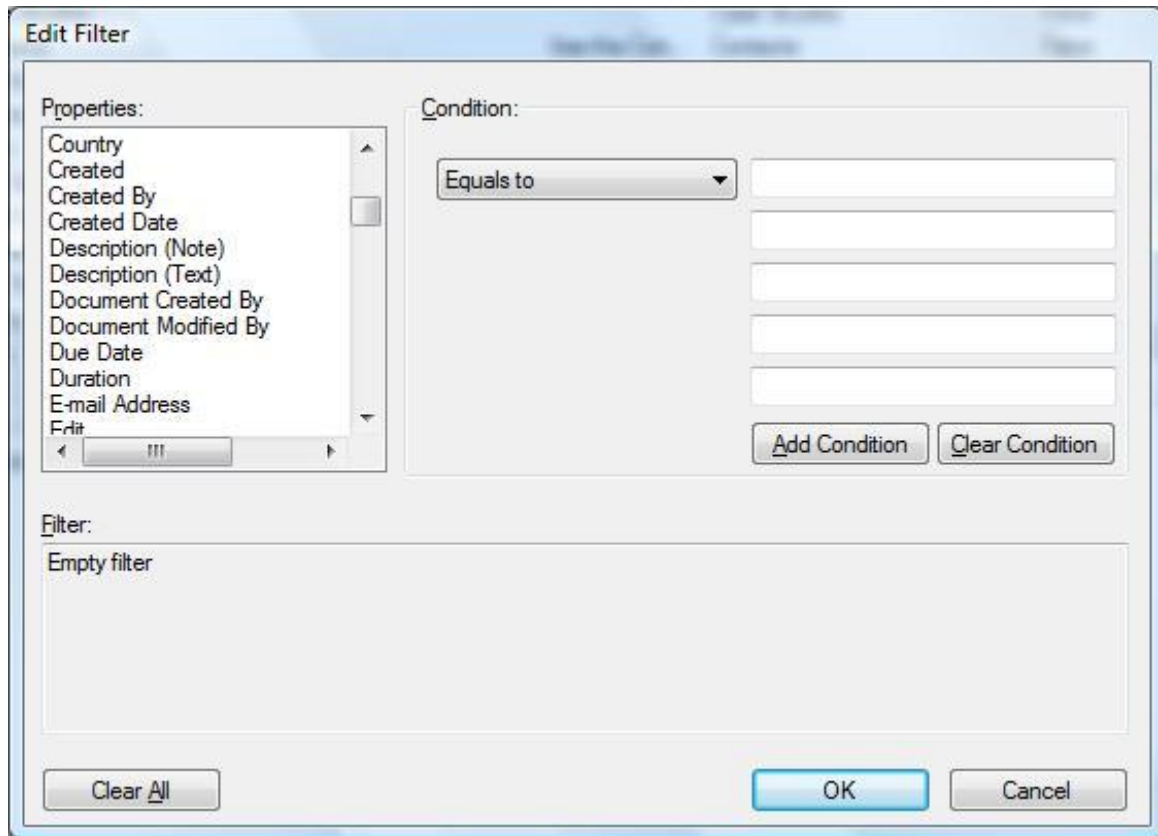 Edit Filter
Properties:
Country
Created
Created By
Created Date
Description (Note)
Description (Text)
Document Created By
Document Modified By
Due Date
Duration
E-mail Address
Edit
Condition:
Equals to
Add Condition
Clear Condition
Filter:
Empty filter
Clear All
OK
Cancel